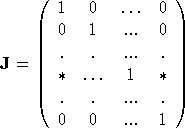 J = ( 1 0 … 0
0 1 ... 0
. . ... .
* … 1 *
. . ... .
0 0 ... 1 )